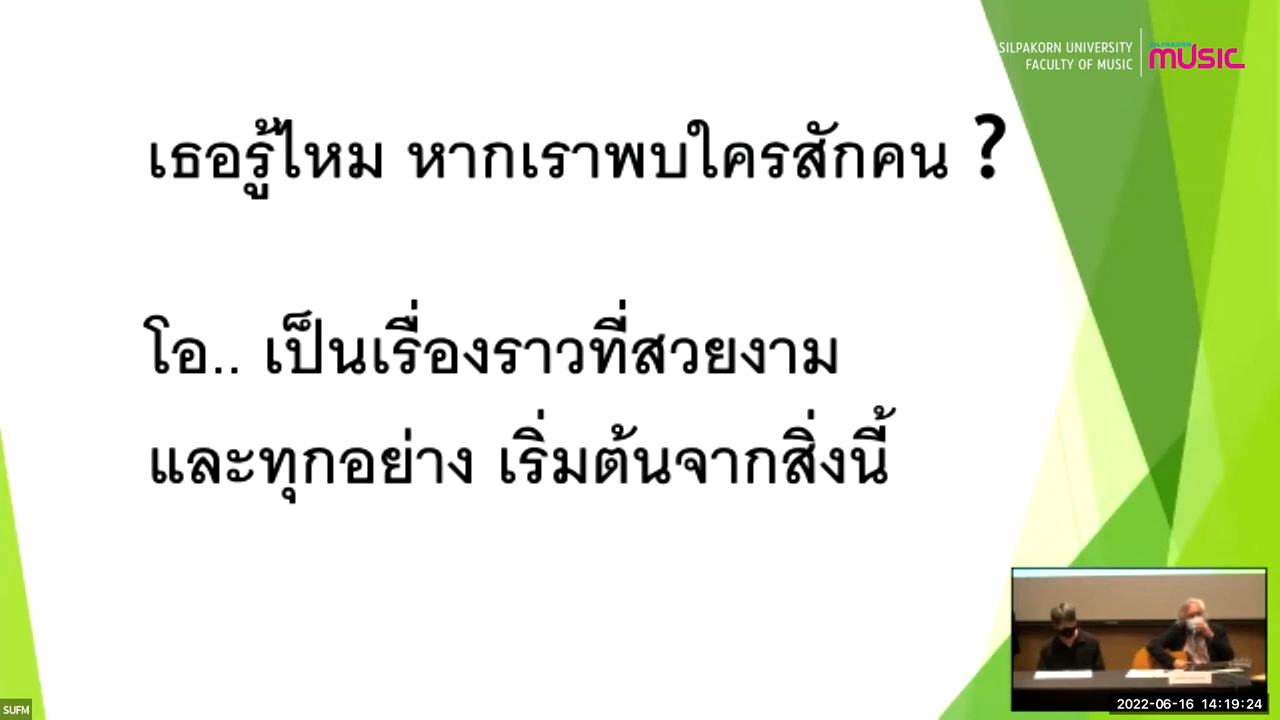 SILPAKORN UNIVERSITY
FACULTY OF MUSIC
SILPAKORN
MUSIC
เธอรู้ไหม หากเราพบใครสักคน ?
โอ.. เป็นเรื่องราวที่สวยงาม
และทุกอย่าง เริ่มต้นจากสิ่งนี้
SUFM
2022-06-16 14:19:24